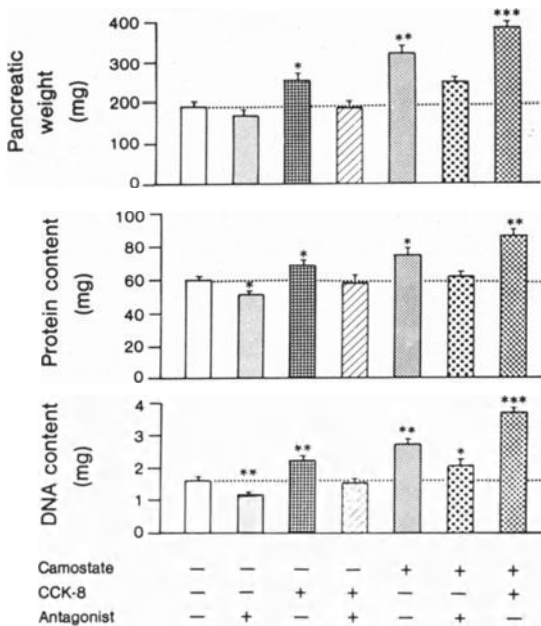 Pancreatic
weight
(mg)
400
300
200
100
0
*
**
***
Protein content
(mg)
100
80
60
40
20
0
*
*
*
**
DNA content
(mg)
4
3
2
1
0
**
**
**
*
***
Camostate — — — — + + +
CCK-8 — — + + — — +
Antagonist — + — + — + —